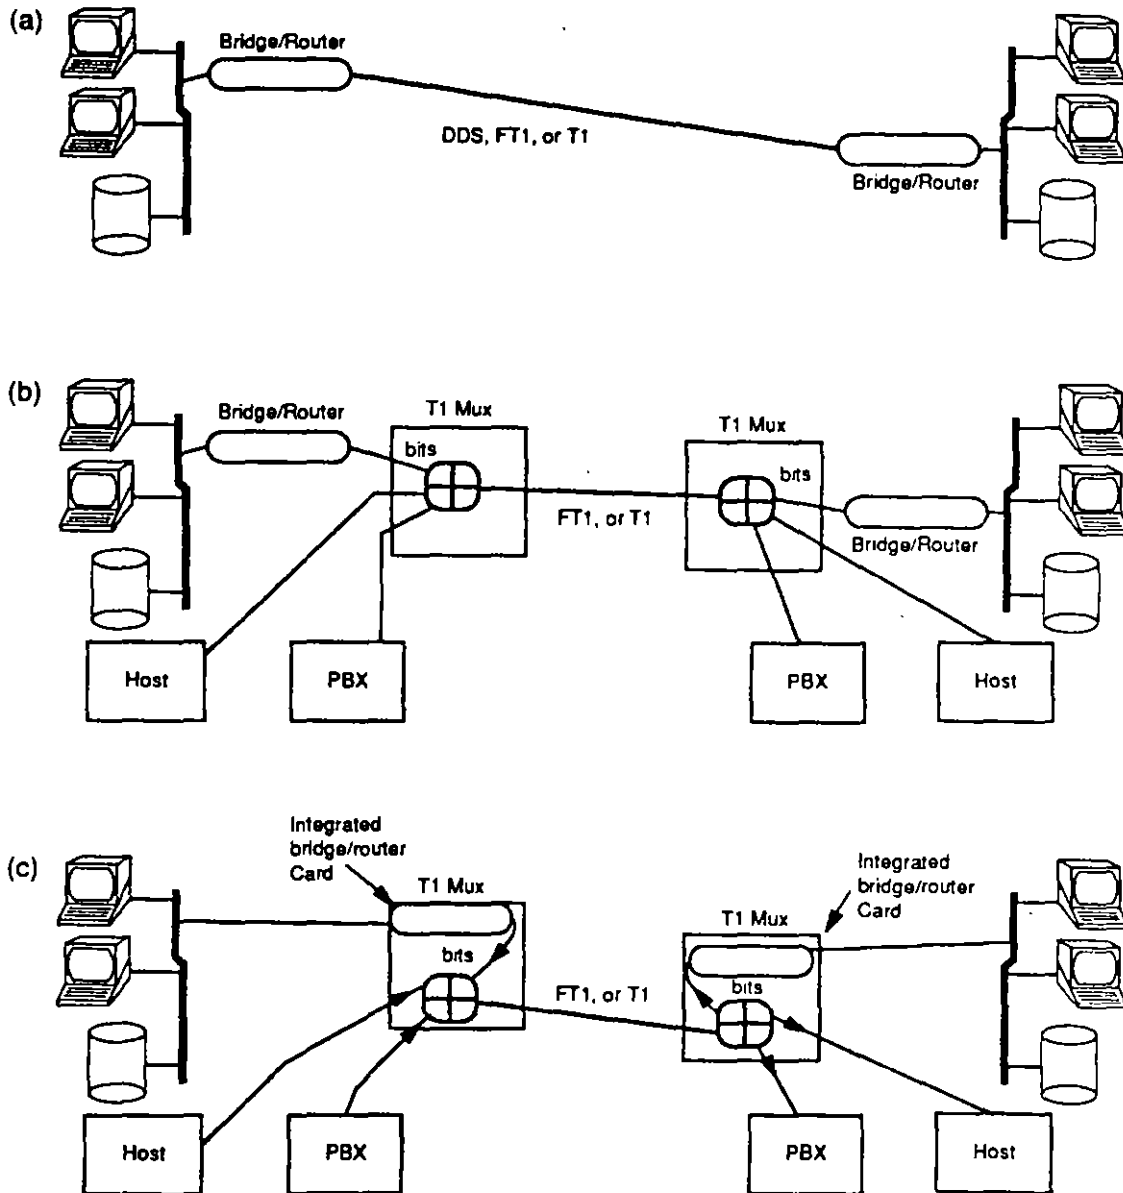 (a)
Bridge/Router
DDS, FT1, or T1
Bridge/Router
(b)
Bridge/Router
T1 Mux
bits
FT1, or T1
T1 Mux
bits
Bridge/Router
Host
PBX
PBX
Host
(c)
Integrated
bridge/router
Card
T1 Mux
bits
FT1, or T1
Integrated
bridge/router
Card
T1 Mux
bits
Host
PBX
PBX
Host